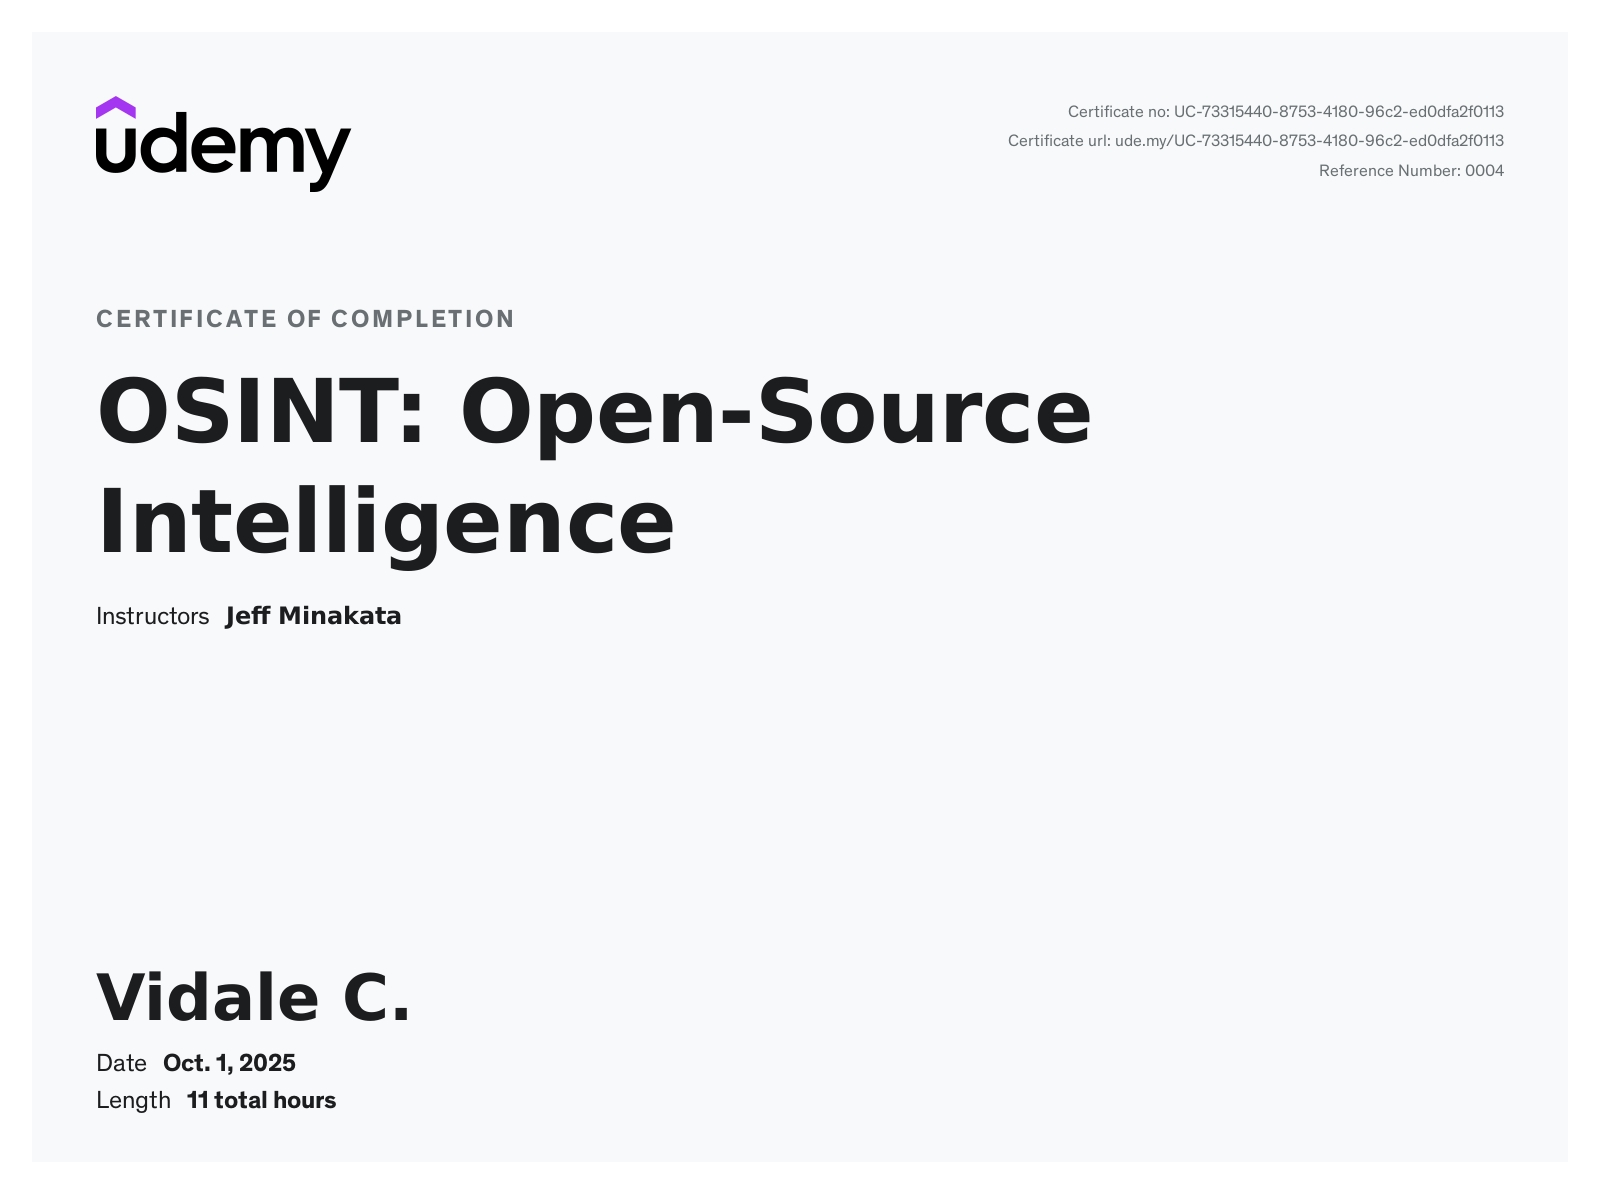 udemy
Certificate no: UC-73315440-8753-4180-96c2-ed0dfa2f0113
Certificate url: ude.my/UC-73315440-8753-4180-96c2-ed0dfa2f0113
Reference Number: 0004
CERTIFICATE OF COMPLETION
OSINT: Open-Source
Intelligence
Instructors Jeff Minakata
Vidale C.
Date Oct. 1, 2025
Length 11 total hours